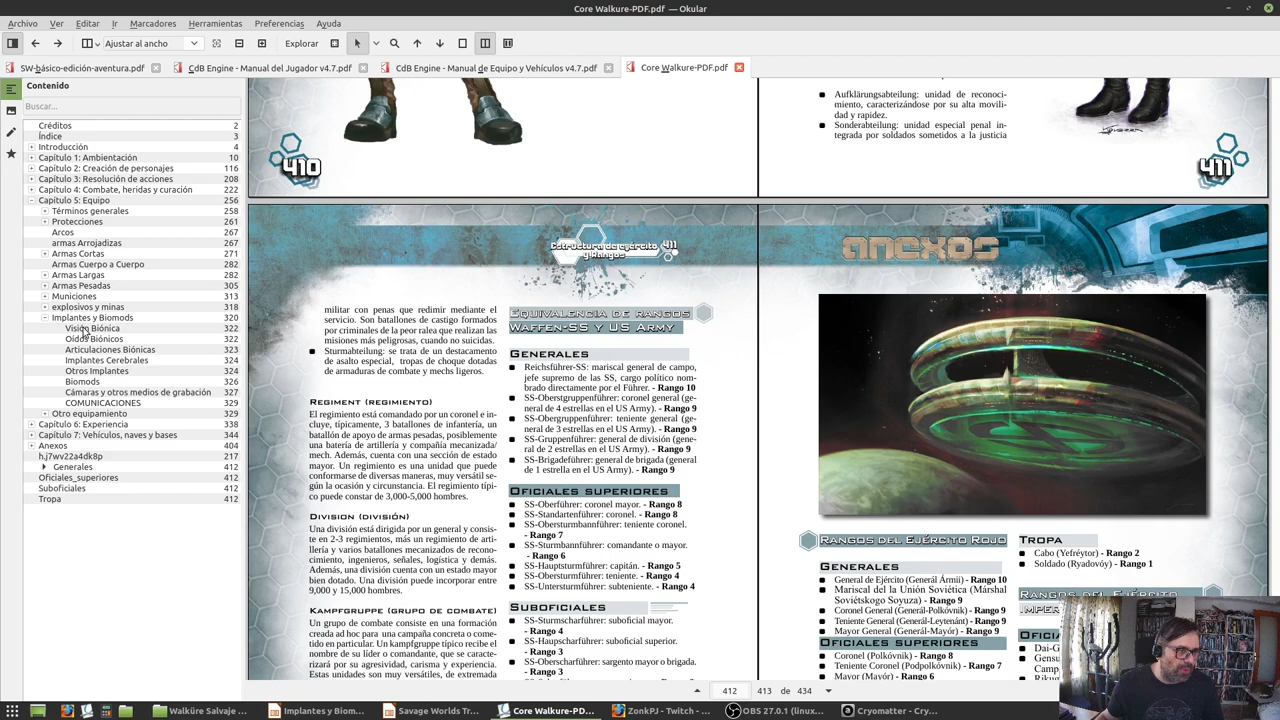 Core Walkure-PDF.pdf — Okular
Archivo Ver Editar Ir Marcadores Herramientas Preferencias Ayuda
Ajustar al ancho Explorar
SW-básico-edición-aventura.pdf CdB Engine - Manual del Jugador v4.7.pdf CdB Engine - Manual de Equipo y Vehículos v4.7.pdf Core Walkure-PDF.pdf
Contenido
Buscar...
Créditos 2
Índice 3
Introducción 4
Capítulo 1: Ambientación 10
Capítulo 2: Creación de personajes 116
Capítulo 3: Resolución de acciones 208
Capítulo 4: Combate, heridas y curación 222
Capítulo 5: Equipo 256
Términos generales 258
Protecciones 261
Arcos 267
armas Arrojadizas 267
Armas Cortas 271
Armas Cuerpo a Cuerpo 282
Armas Largas 282
Armas Pesadas 305
Municiones 313
explosivos y minas 318
Implantes y Biomods 320
Visión Biónica 322
Oídos Biónicos 322
Articulaciones Biónicas 323
Implantes Cerebrales 324
Otros Implantes 324
Biomods 326
Cámaras y otros medios de grabación 327
COMUNICACIONES 329
Otro equipamiento 329
Capítulo 6: Experiencia 338
Capítulo 7: Vehículos, naves y bases 344
Anexos 404
h.j7wv22a4dk8p 217
Generales 412
Oficiales_superiores 412
Suboficiales 412
Tropa 412
410
Aufklärungsabteilung: unidad de reconoci-
miento, caracterizándose por su alta movili-
dad y rapidez.
Sonderabteilung: unidad especial penal in-
tegrada por soldados sometidos a la justicia
411
Estructura de ejército 411
y Rangos
militar con penas que redimir mediante el
servicio. Son batallones de castigo formados
por criminales de la peor ralea que realizan las
misiones más peligrosas, cuando no suicidas.
Sturmabteilung: se trata de un destacamento
de asalto especial, tropas de choque dotadas
de armaduras de combate y mechs ligeros.
Regiment (regimiento)
El regimiento está comandado por un coronel e in-
cluye, típicamente, 3 batallones de infantería, un
batallón de apoyo de armas pesadas, posiblemente
una batería de artillería y compañía mecanizada/
mech. Además, cuenta con una sección de estado
mayor. Un regimiento es una unidad que puede
conformarse de diversas maneras, muy versátil se-
gún la ocasión y circunstancia. El regimiento típi-
co puede constar de 3,000-5,000 hombres.
Division (división)
Una división está dirigida por un general y consis-
te en 2-3 regimientos, más un regimiento de arti-
llería y varios batallones mecanizados de recono-
cimiento, ingenieros, señales, logística y demás.
Además, una división cuenta con un estado mayor
bien dotado. Una división puede incorporar entre
9,000 y 15,000 hombres.
Kampfgruppe (grupo de combate)
Un grupo de combate consiste en una formación
creada ad hoc para una campaña concreta o come-
tido en particular. Un kampfgruppe típico recibe el
nombre de su líder o comandante, que se caracte-
rizará por su agresividad, carisma y experiencia.
Estas unidades son muy versátiles, de extremada
Equivalencia de rangos
Waffen-SS y US Army
Generales
Reichsführer-SS: mariscal general de campo,
jefe supremo de las SS, cargo político nom-
brado directamente por el Führer. - Rango 10
SS-Oberstgruppenführer: coronel general (ge-
neral de 4 estrellas en el US Army). - Rango 9
SS-Obergruppenführer: teniente general (ge-
neral de 3 estrellas en el US Army). - Rango 9
SS-Gruppenführer: general de división (gene-
ral de 2 estrellas en el US Army). - Rango 9
SS-Brigadeführer: general de brigada (general
de 1 estrella en el US Army). - Rango 9
Oficiales superiores
SS-Oberführer: coronel mayor. - Rango 8
SS-Standartenführer: coronel. - Rango 8
SS-Obersturmbannführer: teniente coronel.
- Rango 7
SS-Sturmbannführer: comandante o mayor.
- Rango 6
SS-Hauptsturmführer: capitán. - Rango 5
SS-Obersturmführer: teniente. - Rango 4
SS-Untersturmführer: subteniente. - Rango 4
Suboficiales
SS-Sturmscharführer: suboficial mayor.
- Rango 4
SS-Haupscharführer: suboficial superior.
- Rango 3
SS-Oberscharführer: sargento mayor o brigada.
- Rango 3
anexos
Rangos del Ejército Rojo
Generales
General de Ejército (Generál Ármii) - Rango 10
Mariscal del la Unión Soviética (Márshal
Soviétskogo Soyuza) - Rango 9
Coronel General (Generál-Polkóvnik) - Rango 9
Teniente General (Generál-Leytenánt) - Rango 9
Mayor General (Generál-Mayór) - Rango 9
Oficiales superiores
Coronel (Polkóvnik) - Rango 8
Teniente Coronel (Podpolkóvnik) - Rango 7
Mayor (Mayór) - Rango 6
Tropa
Cabo (Yefréytor) - Rango 2
Soldado (Ryadovóy) - Rango 1
Rangos del Ejército
Imper
Oficia
Dai-G
Gensu
Camp
Rikug
412 413 de 434
Walküre Salvaje Implantes y Biom... Savage Worlds Tr... Core Walkure-PD... ZonkPJ - Twitch - ... OBS 27.0.1 (linux... Cryomatter - Cry...